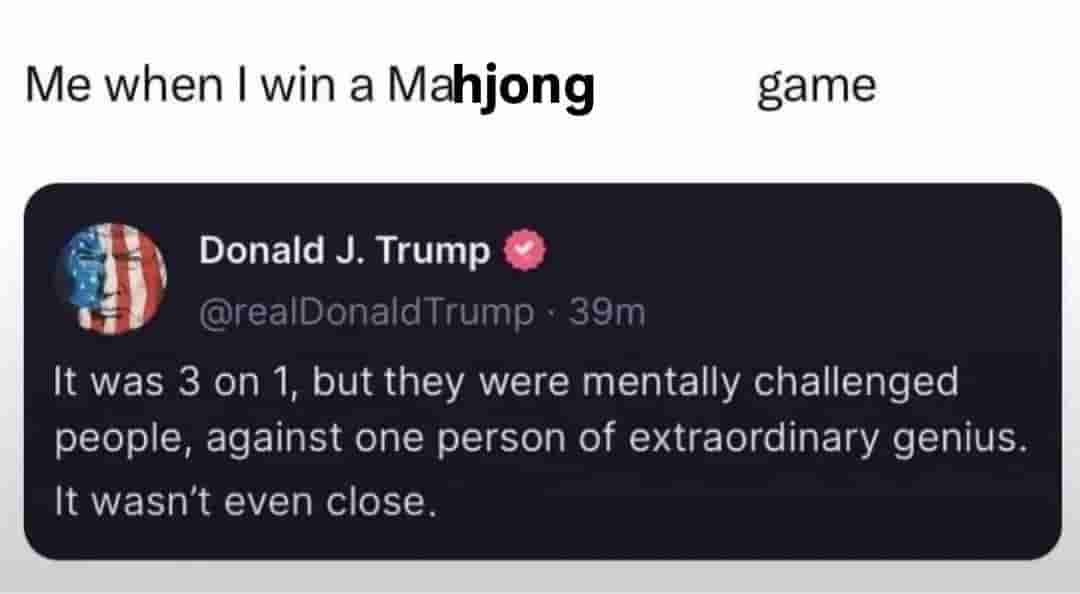 Me when I win a Mahjong game
Donald J. Trump
@realDonaldTrump · 39m
It was 3 on 1, but they were mentally challenged
people, against one person of extraordinary genius.
It wasn’t even close.